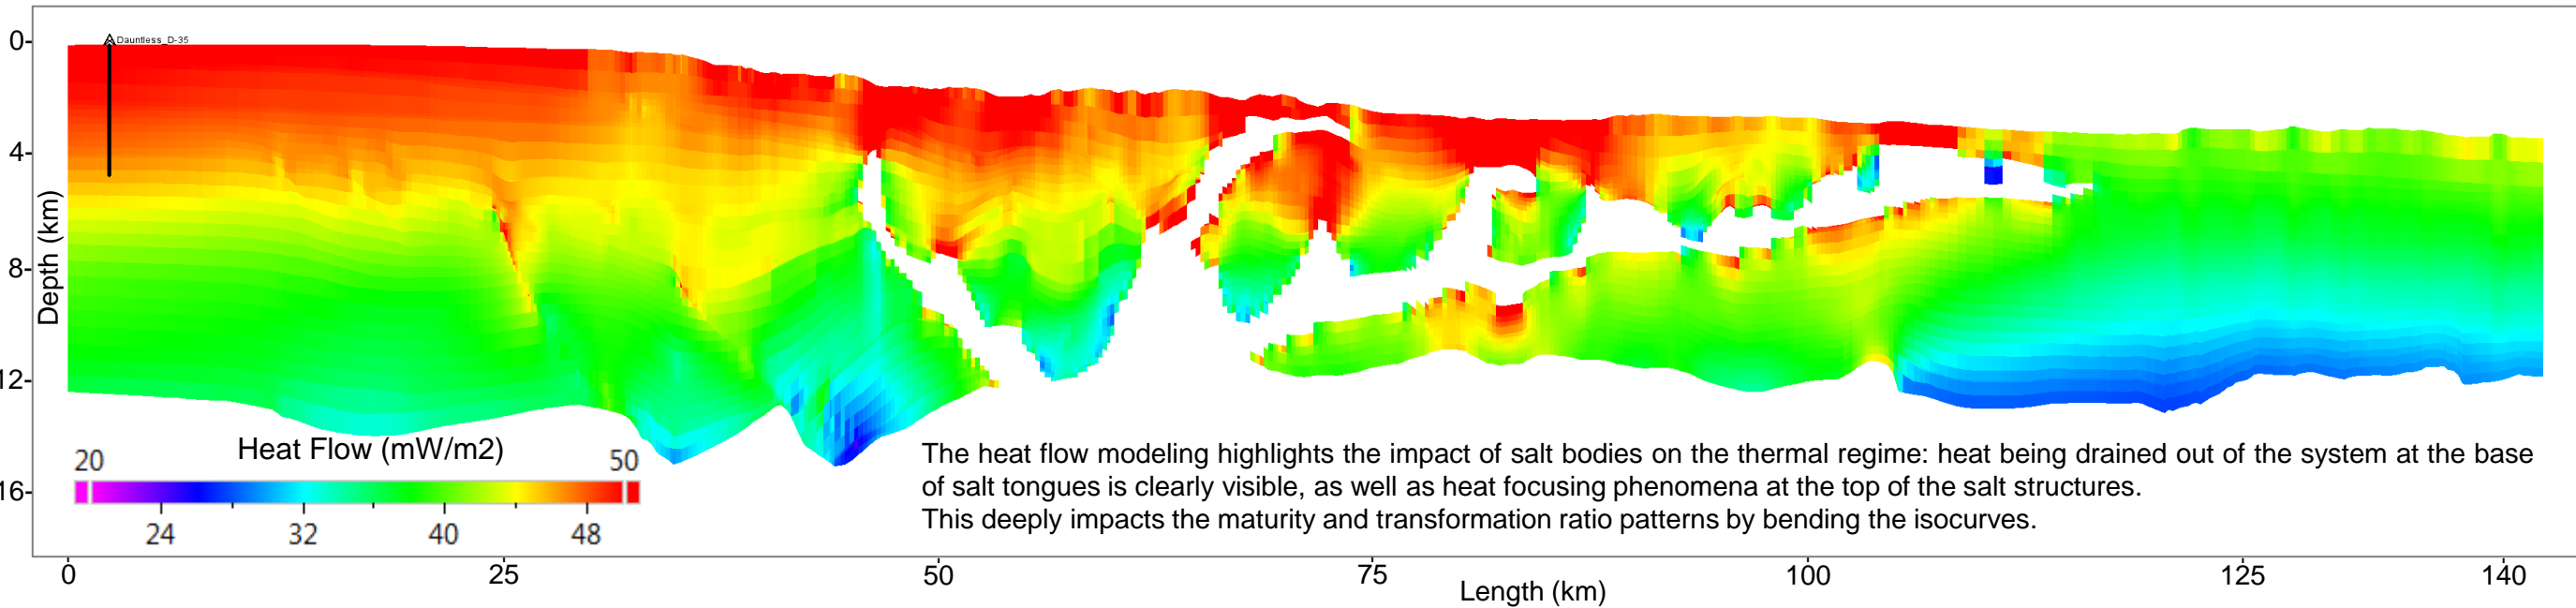 0
Dauntless_D-35
4
8
12
16
Depth (km)
Heat Flow (mW/m2)
20
50
24
32
40
48
The heat flow modeling highlights the impact of salt bodies on the thermal regime: heat being drained out of the system at the base
of salt tongues is clearly visible, as well as heat focusing phenomena at the top of the salt structures.
This deeply impacts the maturity and transformation ratio patterns by bending the isocurves.
0
25
50
75
100
125
140
Length (km)